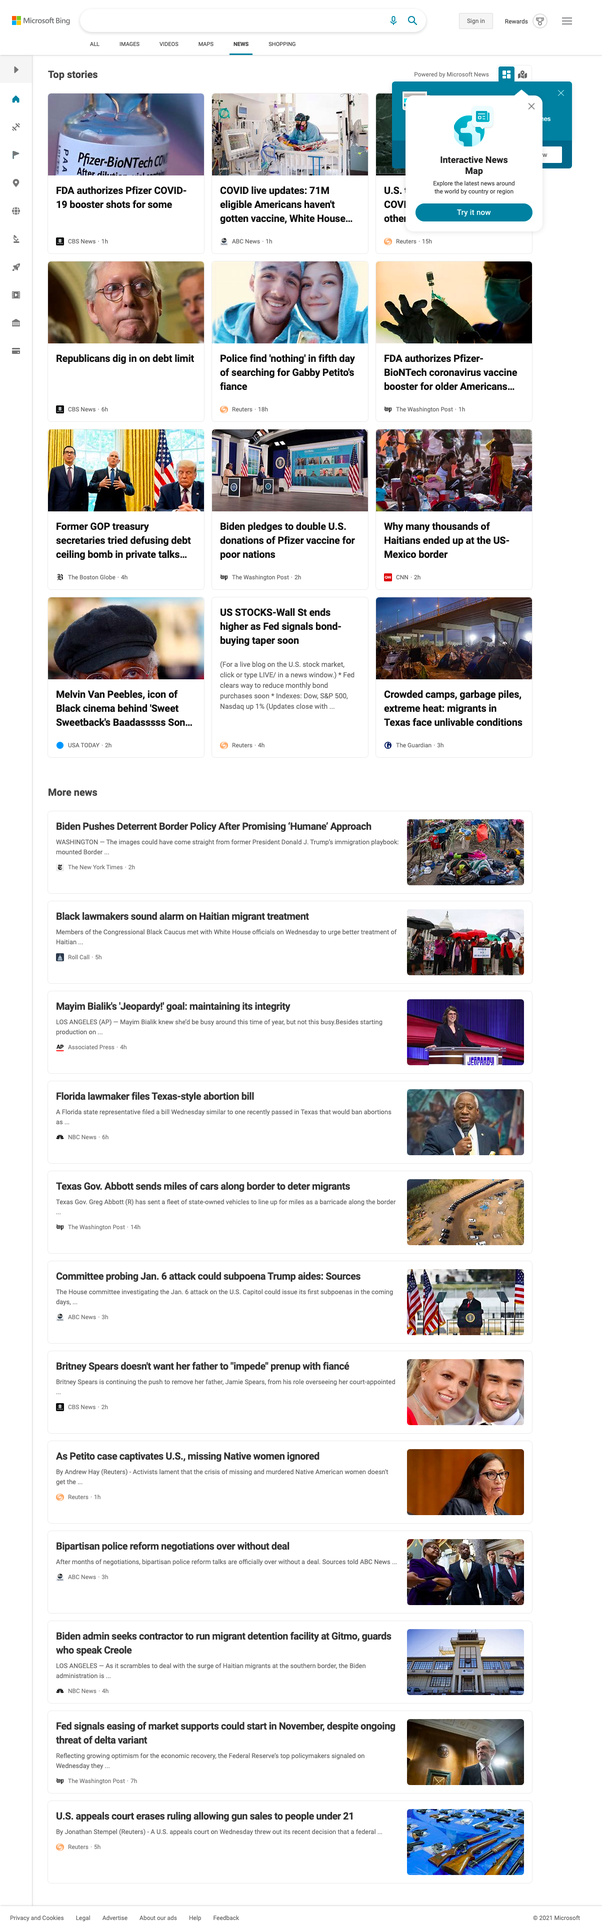 Microsoft Bing
Sign in
Rewards
ALL
IMAGES
VIDEOS
MAPS
NEWS
SHOPPING
Top stories
Powered by Microsoft News
Interactive News
Map
Explore the latest news around
the world by country or region
Try it now
Pfizer-BioNTech COV
After dilution
FDA authorizes Pfizer COVID-
19 booster shots for some
CBS News · 1h
COVID live updates: 71M
eligible Americans haven't
gotten vaccine, White House...
ABC News · 1h
U.S.
COV
other
Reuters · 15h
Republicans dig in on debt limit
CBS News · 6h
Police find 'nothing' in fifth day
of searching for Gabby Petito's
fiance
Reuters · 18h
FDA authorizes Pfizer-
BioNTech coronavirus vaccine
booster for older Americans...
The Washington Post · 1h
Former GOP treasury
secretaries tried defusing debt
ceiling bomb in private talks...
The Boston Globe · 4h
Biden pledges to double U.S.
donations of Pfizer vaccine for
poor nations
The Washington Post · 2h
Why many thousands of
Haitians ended up at the US-
Mexico border
CNN · 2h
Melvin Van Peebles, icon of
Black cinema behind 'Sweet
Sweetback's Baadasssss Son...
USA TODAY · 2h
US STOCKS-Wall St ends
higher as Fed signals bond-
buying taper soon
(For a live blog on the U.S. stock market,
click or type LIVE/ in a news window.) * Fed
clears way to reduce monthly bond
purchases soon * Indexes: Dow, S&P 500,
Nasdaq up 1% (Updates close with ...
Reuters · 4h
Crowded camps, garbage piles,
extreme heat: migrants in
Texas face unlivable conditions
The Guardian · 3h
More news
Biden Pushes Deterrent Border Policy After Promising ‘Humane’ Approach
WASHINGTON — The images could have come straight from former President Donald J. Trump's immigration playbook:
mounted Border ...
The New York Times · 2h
Black lawmakers sound alarm on Haitian migrant treatment
Members of the Congressional Black Caucus met with White House officials on Wednesday to urge better treatment of
Haitian ...
Roll Call · 5h
Mayim Bialik's 'Jeopardy!' goal: maintaining its integrity
LOS ANGELES (AP) — Mayim Bialik knew she'd be busy around this time of year, but not this busy.Besides starting
production on ...
AP Associated Press · 4h
JEOPARDY
Florida lawmaker files Texas-style abortion bill
A Florida state representative filed a bill Wednesday similar to one recently passed in Texas that would ban abortions
as ...
NBC News · 6h
Texas Gov. Abbott sends miles of cars along border to deter migrants
Texas Gov. Greg Abbott (R) has sent a fleet of state-owned vehicles to line up for miles as a barricade along the border
...
The Washington Post · 14h
Committee probing Jan. 6 attack could subpoena Trump aides: Sources
The House committee investigating the Jan. 6 attack on the U.S. Capitol could issue its first subpoenas in the coming
days, ...
ABC News · 3h
Britney Spears doesn't want her father to "impede" prenup with fiancé
Britney Spears is continuing the push to remove her father, Jamie Spears, from his role overseeing her court-appointed
...
CBS News · 2h
As Petito case captivates U.S., missing Native women ignored
By Andrew Hay (Reuters) - Activists lament that the crisis of missing and murdered Native American women doesn't
get the ...
Reuters · 1h
Bipartisan police reform negotiations over without deal
After months of negotiations, bipartisan police reform talks are officially over without a deal. Sources told ABC News ...
ABC News · 3h
Biden admin seeks contractor to run migrant detention facility at Gitmo, guards
who speak Creole
LOS ANGELES — As it scrambles to deal with the surge of Haitian migrants at the southern border, the Biden
administration is ...
NBC News · 4h
Fed signals easing of market supports could start in November, despite ongoing
threat of delta variant
Reflecting growing optimism for the economic recovery, the Federal Reserve's top policymakers signaled on
Wednesday they ...
The Washington Post · 7h
U.S. appeals court erases ruling allowing gun sales to people under 21
By Jonathan Stempel (Reuters) - A U.S. appeals court on Wednesday threw out its recent decision that a federal ...
Reuters · 5h
Privacy and Cookies
Legal
Advertise
About our ads
Help
Feedback
© 2021 Microsoft